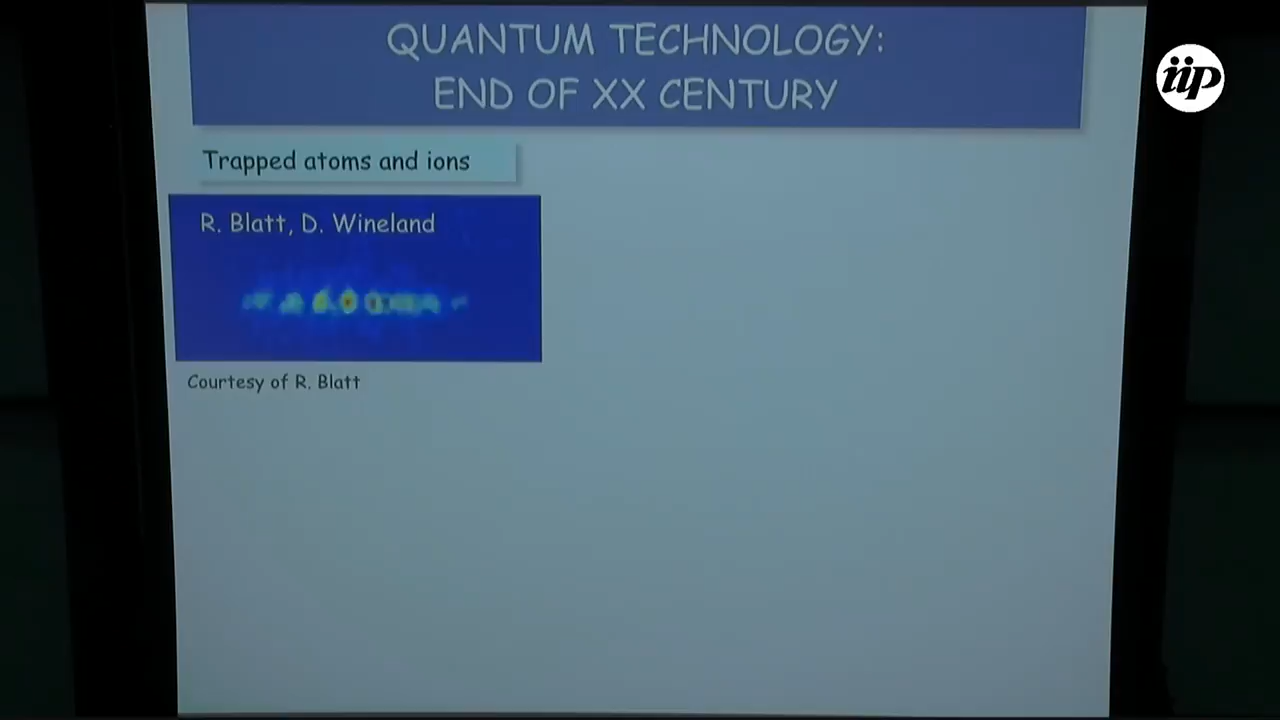 QUANTUM TECHNOLOGY:
END OF XX CENTURY
iip
Trapped atoms and ions
R. Blatt, D. Wineland
Courtesy of R. Blatt